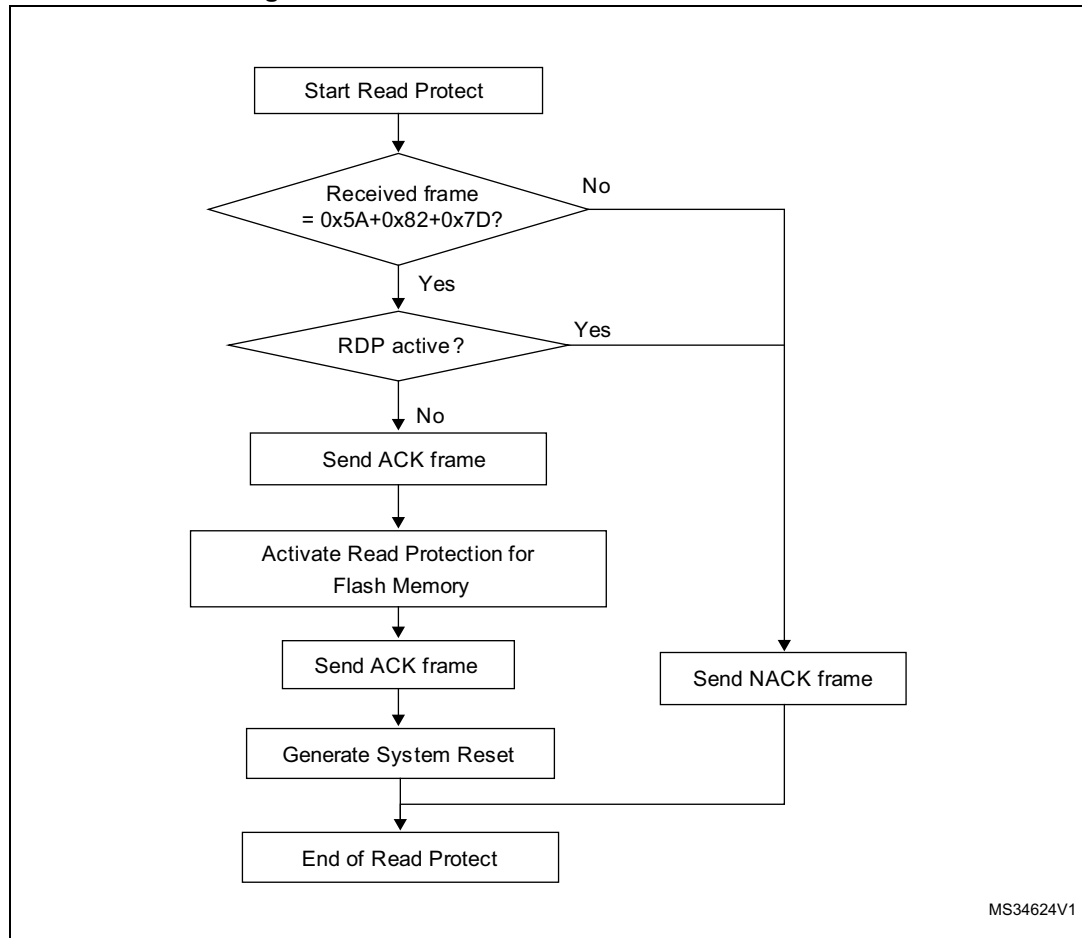 Start Read Protect
Received frame
= 0x5A+0x82+0x7D?
No
Yes
RDP active?
Yes
No
Send ACK frame
Activate Read Protection for
Flash Memory
Send ACK frame
Send NACK frame
Generate System Reset
End of Read Protect
MS34624V1